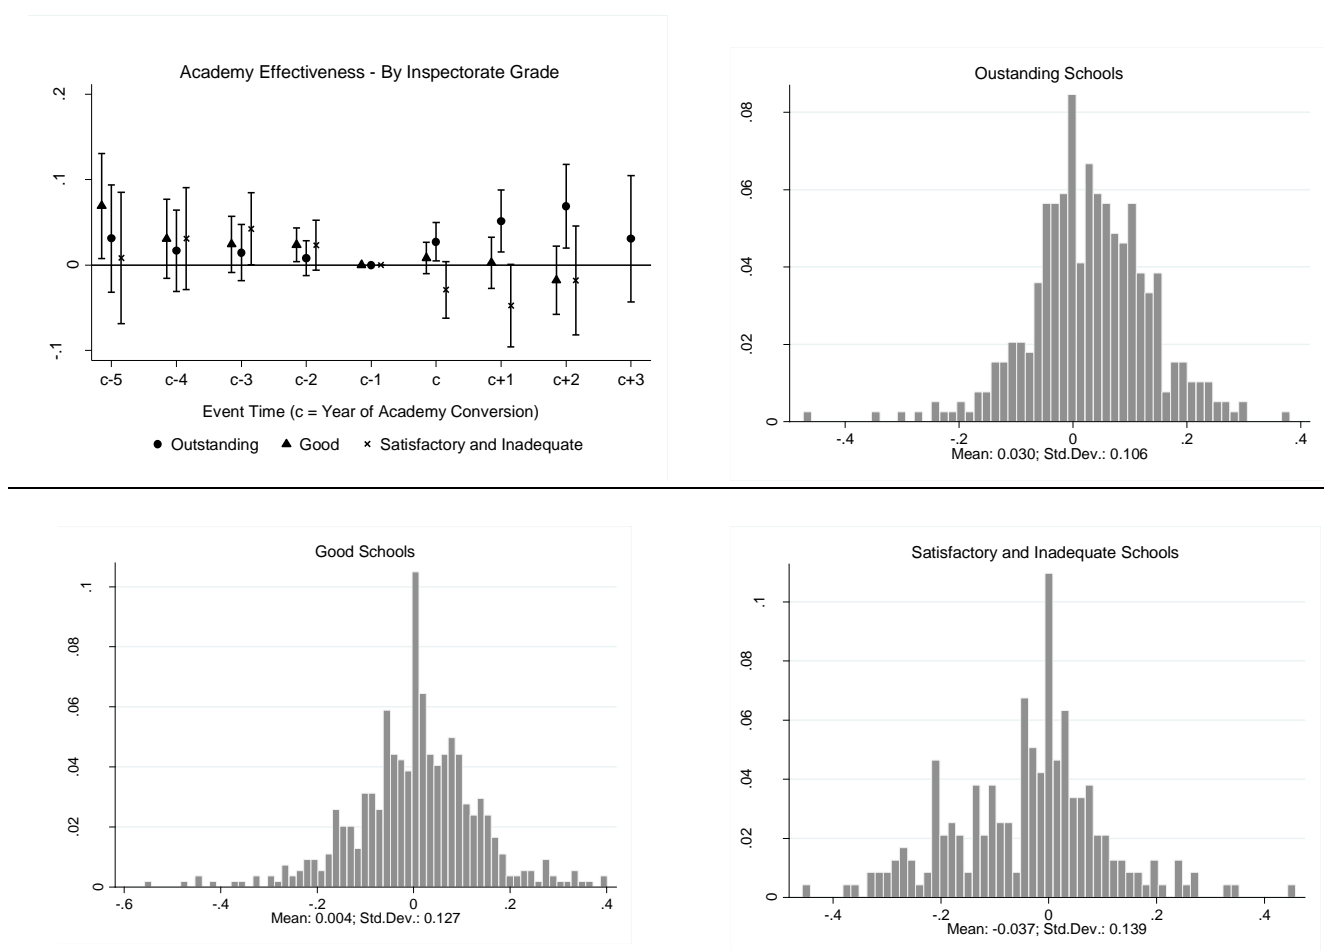 Academy Effectiveness - By Inspectorate Grade
.2
.1
0
-.1
c-5 c-4 c-3 c-2 c-1 c c+1 c+2 c+3
Event Time (c = Year of Academy Conversion)
Outstanding Good Satisfactory and Inadequate
Oustanding Schools
.08
.06
.04
.02
0
-.4 -.2 0 .2 .4
Mean: 0.030; Std.Dev.: 0.106
Good Schools
.1
.08
.06
.04
.02
0
-.6 -.4 -.2 0 .2 .4
Mean: 0.004; Std.Dev.: 0.127
Satisfactory and Inadequate Schools
.1
.08
.06
.04
.02
0
-.4 -.2 0 .2 .4
Mean: -0.037; Std.Dev.: 0.139